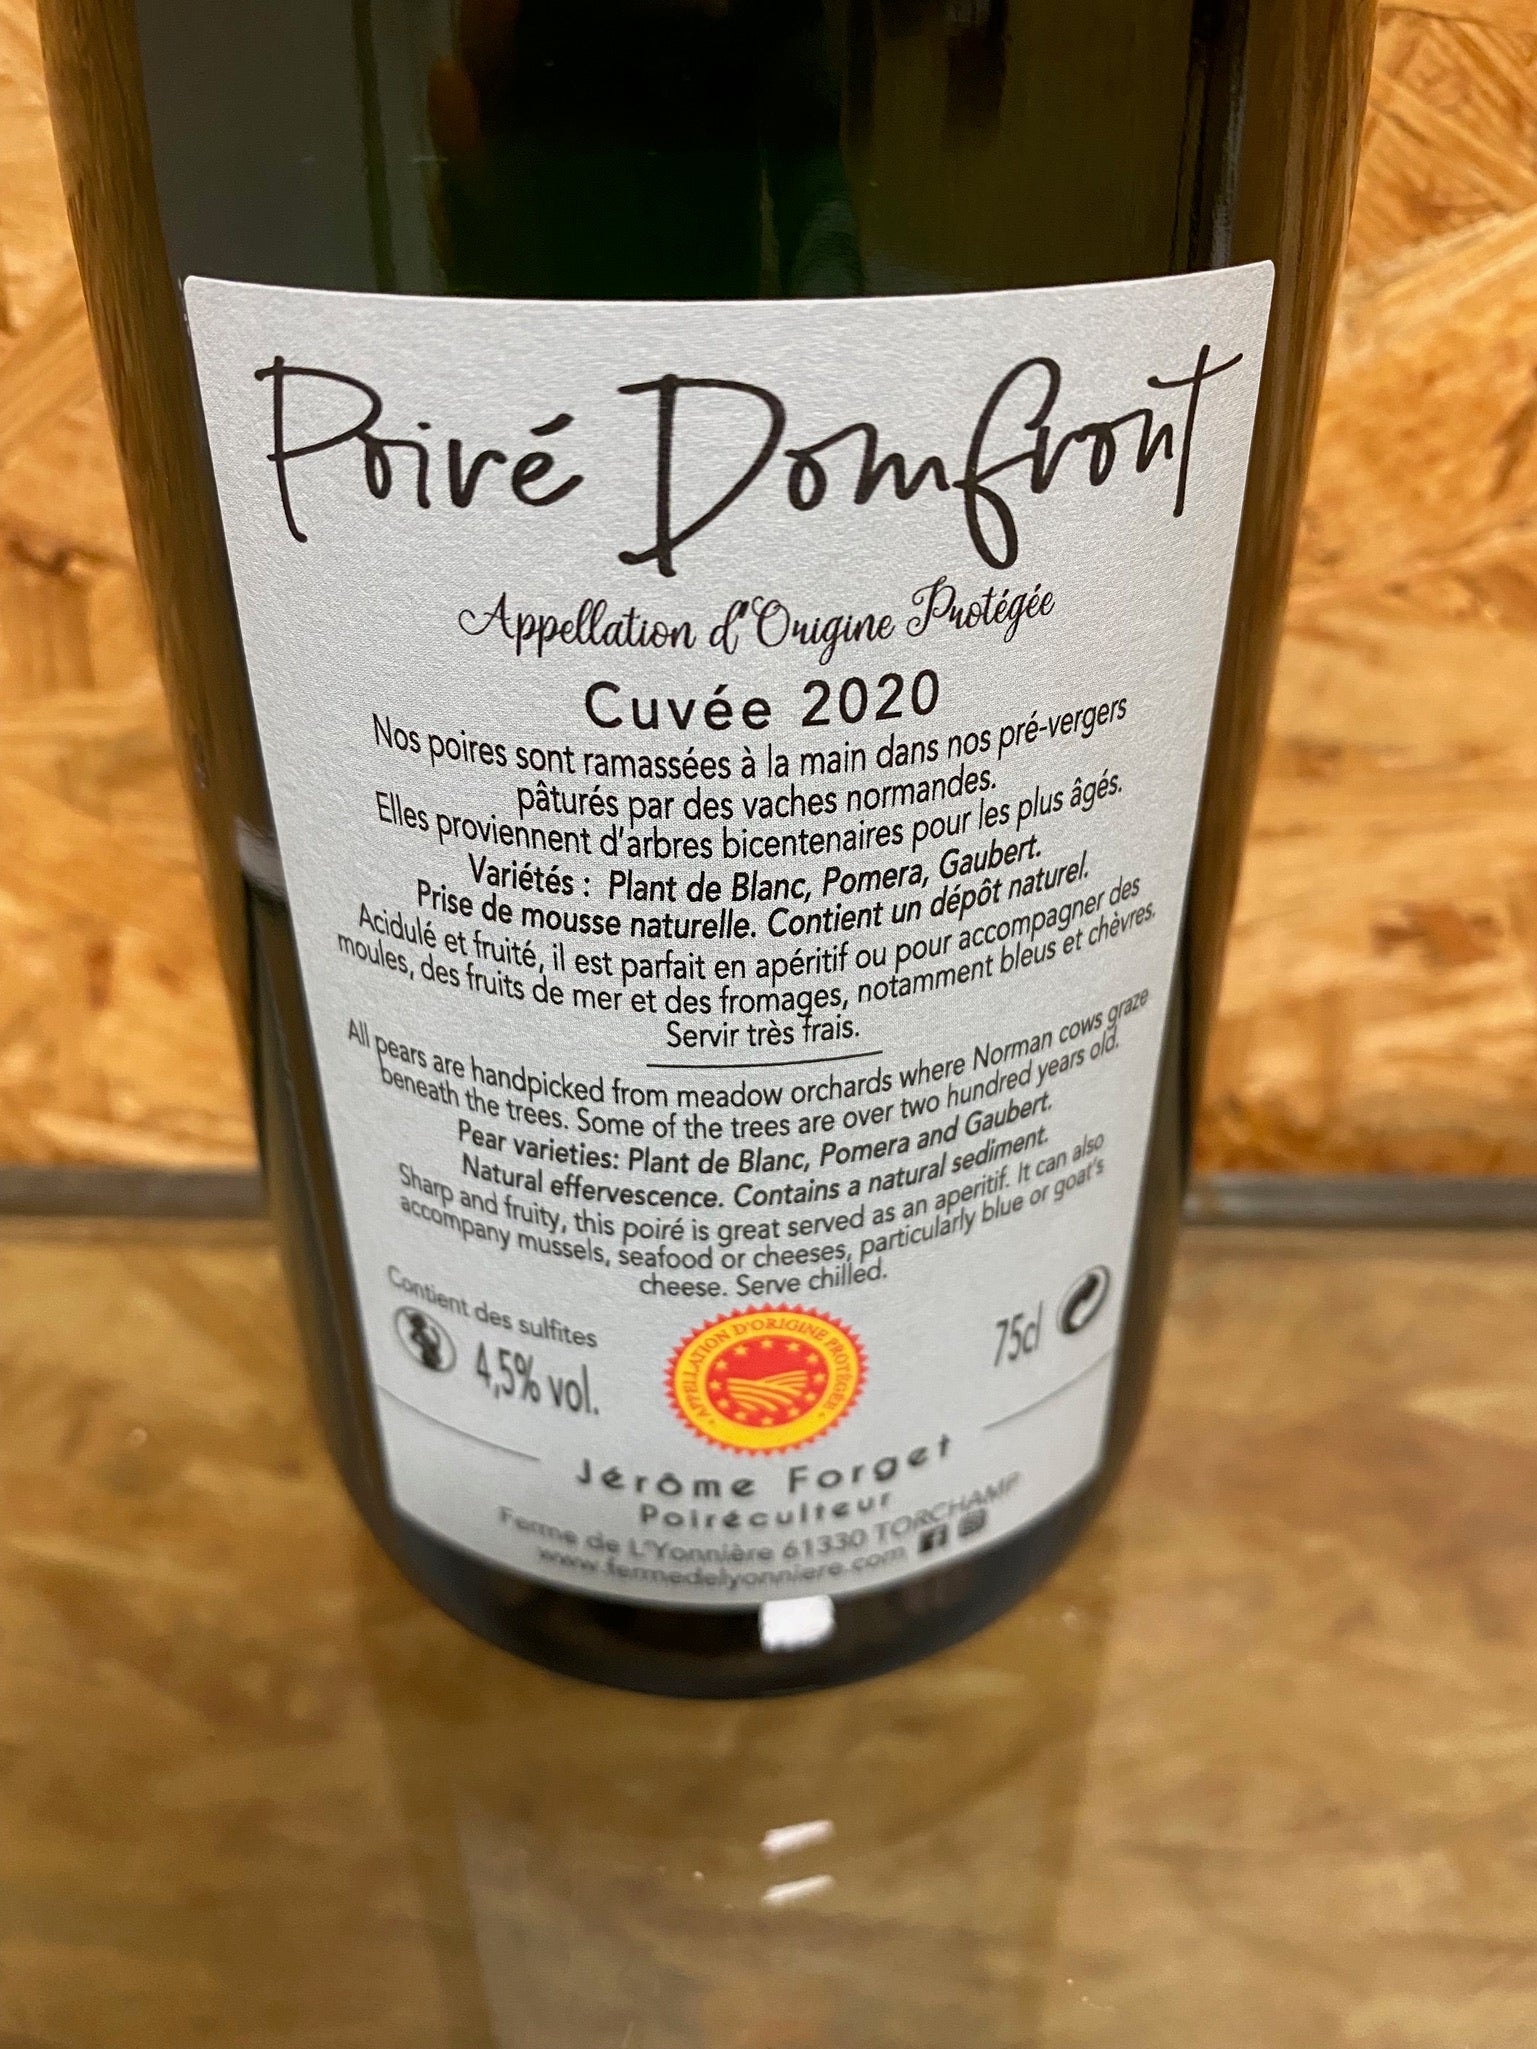 Poiré Domfront
Appellation d'Origine Protégée
Cuvée 2020
Nos poires sont ramassées à la main dans nos pré-vergers
pâturés par des vaches normandes.
Elles proviennent d'arbres bicentenaires pour les plus âgés.
Variétés : Plant de Blanc, Pomera, Gaubert.
Prise de mousse naturelle. Contient un dépôt naturel.
Acidulé et fruité, il est parfait en apéritif ou pour accompagner des
moules, des fruits de mer et des fromages, notamment bleus et chèvres.
Servir très frais.
All pears are handpicked from meadow orchards where Norman cows graze
beneath the trees. Some of the trees are over two hundred years old.
Pear varieties: Plant de Blanc, Pomera and Gaubert.
Natural effervescence. Contains a natural sediment.
Sharp and fruity, this poiré is great served as an aperitif. It can also
accompany mussels, seafood or cheeses, particularly blue or goat's
cheese. Serve chilled.
Contient des sulfites
4,5% vol.
APPELLATION D'ORIGINE PROTÉGÉE
75cl
Jérôme Forget
Poiréculteur
Ferme de L'Yonnière 61330 TORCHAMP
www.fermedelyonniere.com